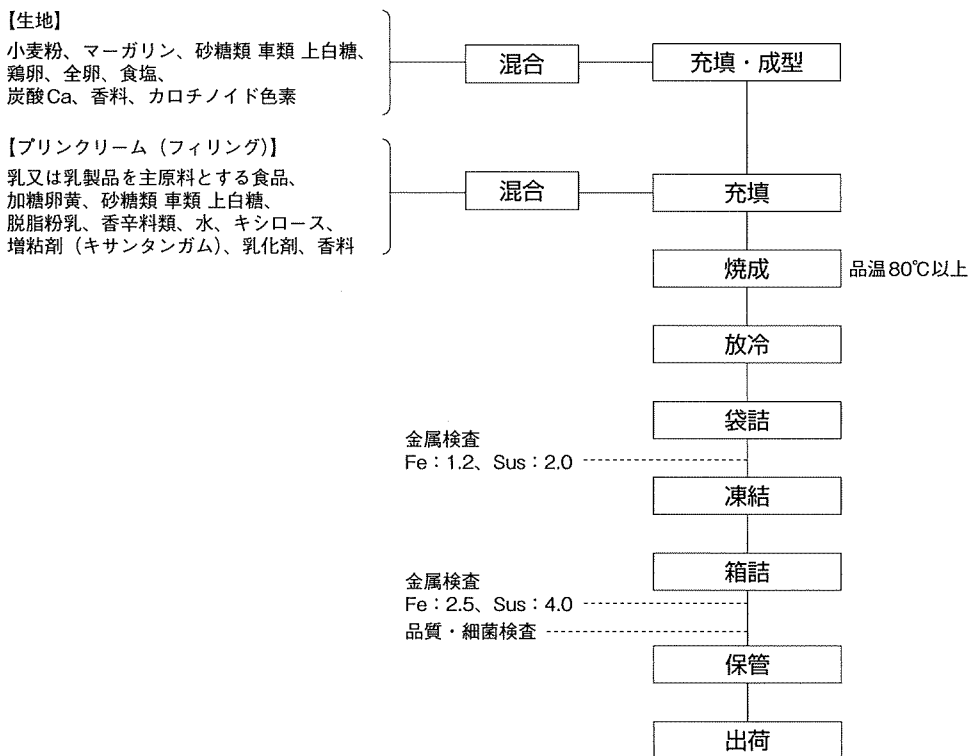 【生地】
小麦粉、マーガリン、砂糖類 車類 上白糖、
鶏卵、全卵、食塩、
炭酸Ca、香料、カロチノイド色素
混合
充填・成型
【プリンクリーム(フィリング)】
乳又は乳製品を主原料とする食品、
加糖卵黄、砂糖類 車類 上白糖、
脱脂粉乳、香辛料類、水、キシロース、
増粘剤(キサンタンガム)、乳化剤、香料
混合
充填
焼成
品温80℃以上
放冷
袋詰
金属検査
Fe:1.2、Sus:2.0
凍結
箱詰
金属検査
Fe:2.5、Sus:4.0
品質・細菌検査
保管
出荷